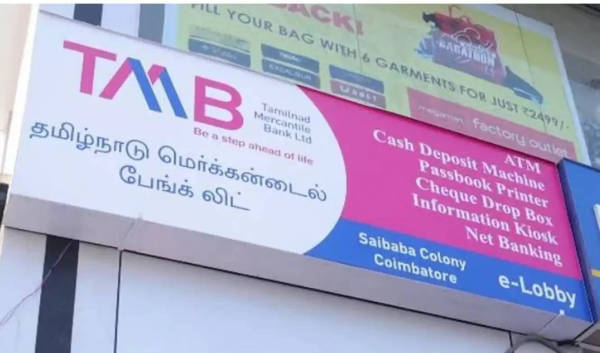 BACK!
FILL YOUR BAG WITH 6 GARMENTS FOR JUST ₹2499/-
megamart factory outlet
TMB
Tamilnad
Mercantile
Bank Ltd
Be a step ahead of life
தமிழ்நாடு மெர்க்கன்டைல்
பேங்க் லிட்
ATM
Cash Deposit Machine
Passbook Printer
Cheque Drop Box
Information Kiosk
Net Banking
Saibaba Colony
Coimbatore
e-Lobby